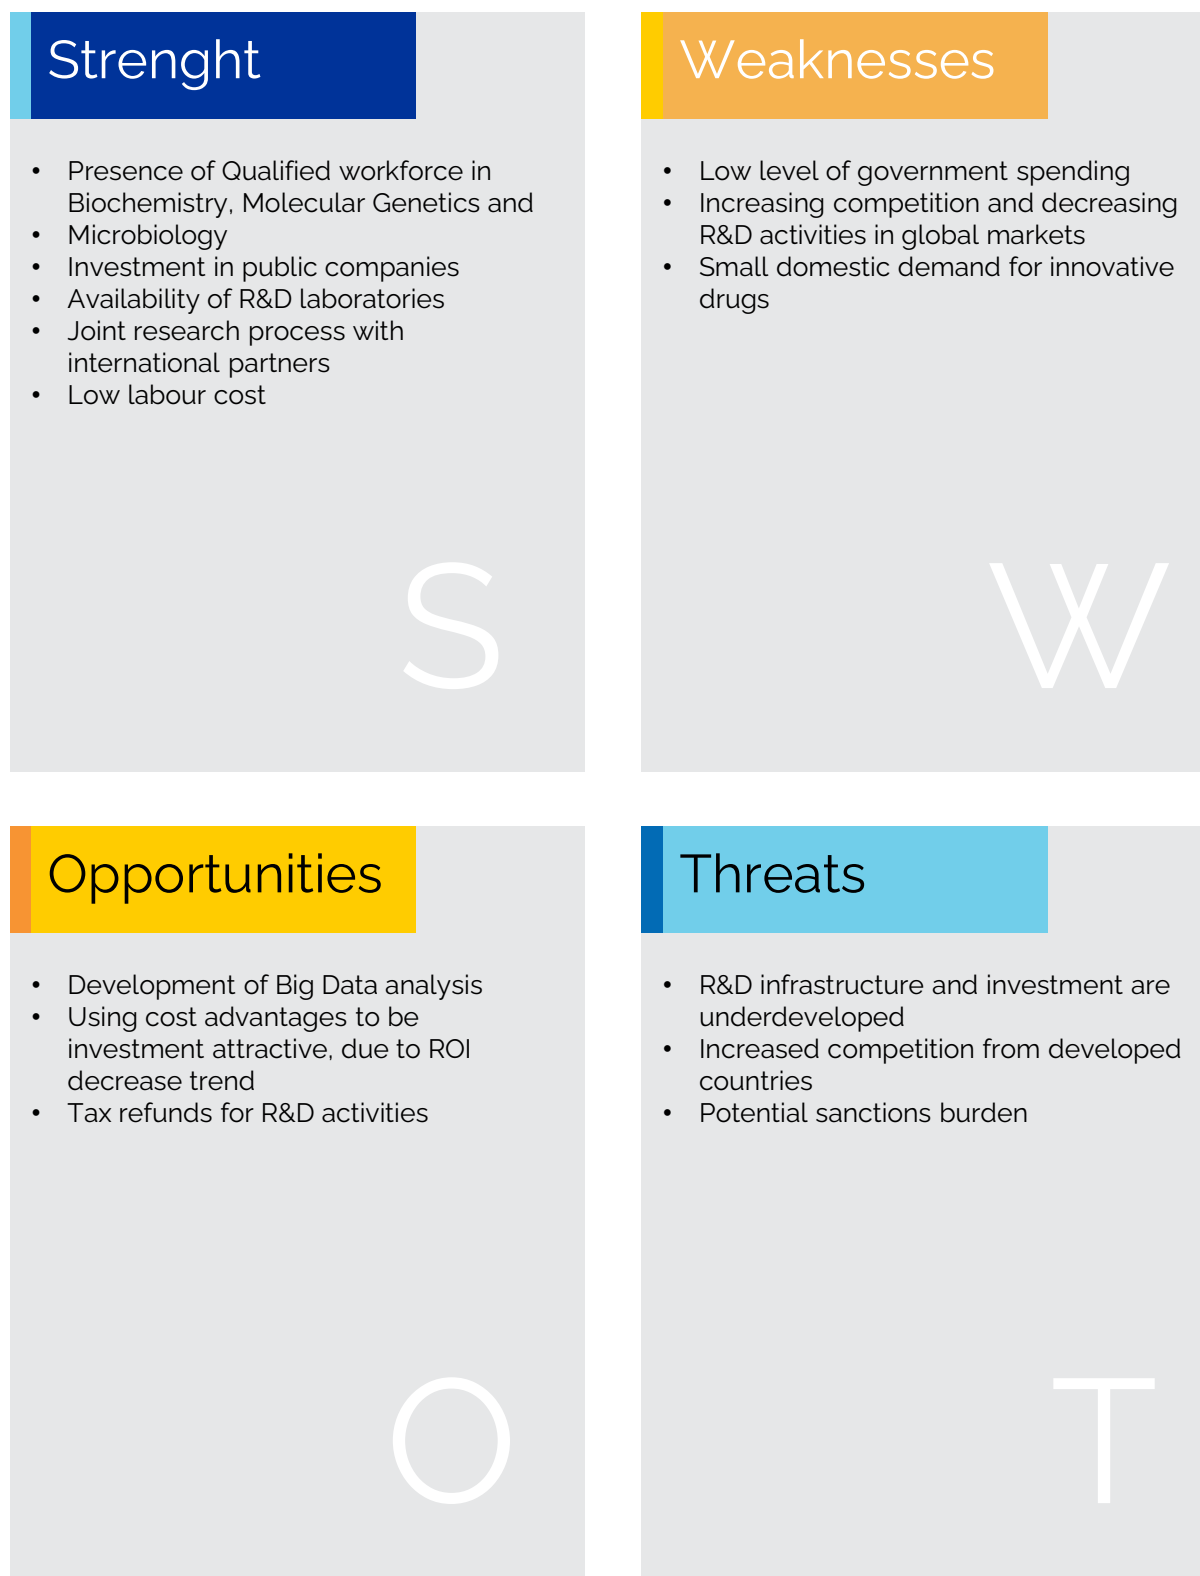 Strenght
• Presence of Qualified workforce in
Biochemistry, Molecular Genetics and
• Microbiology
• Investment in public companies
• Availability of R&D laboratories
• Joint research process with
international partners
• Low labour cost
S
Weaknesses
• Low level of government spending
• Increasing competition and decreasing
R&D activities in global markets
• Small domestic demand for innovative
drugs
W
Opportunities
• Development of Big Data analysis
• Using cost advantages to be
investment attractive, due to ROI
decrease trend
• Tax refunds for R&D activities
O
Threats
• R&D infrastructure and investment are
underdeveloped
• Increased competition from developed
countries
• Potential sanctions burden
T